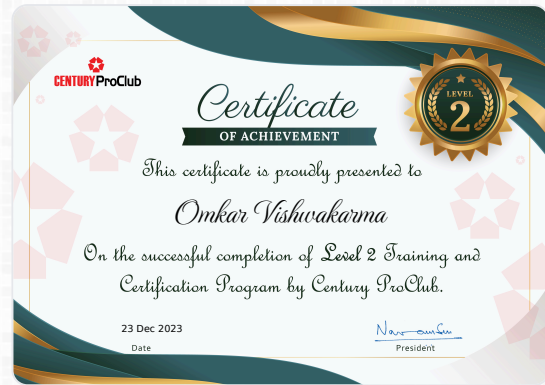 CENTURY ProClub
Certificate
OF ACHIEVEMENT
LEVEL
2
This certificate is proudly presented to
Omkar Vishwakarma
On the successful completion of Level 2 Training and
Certification Program by Century ProClub.
23 Dec 2023
Date
President